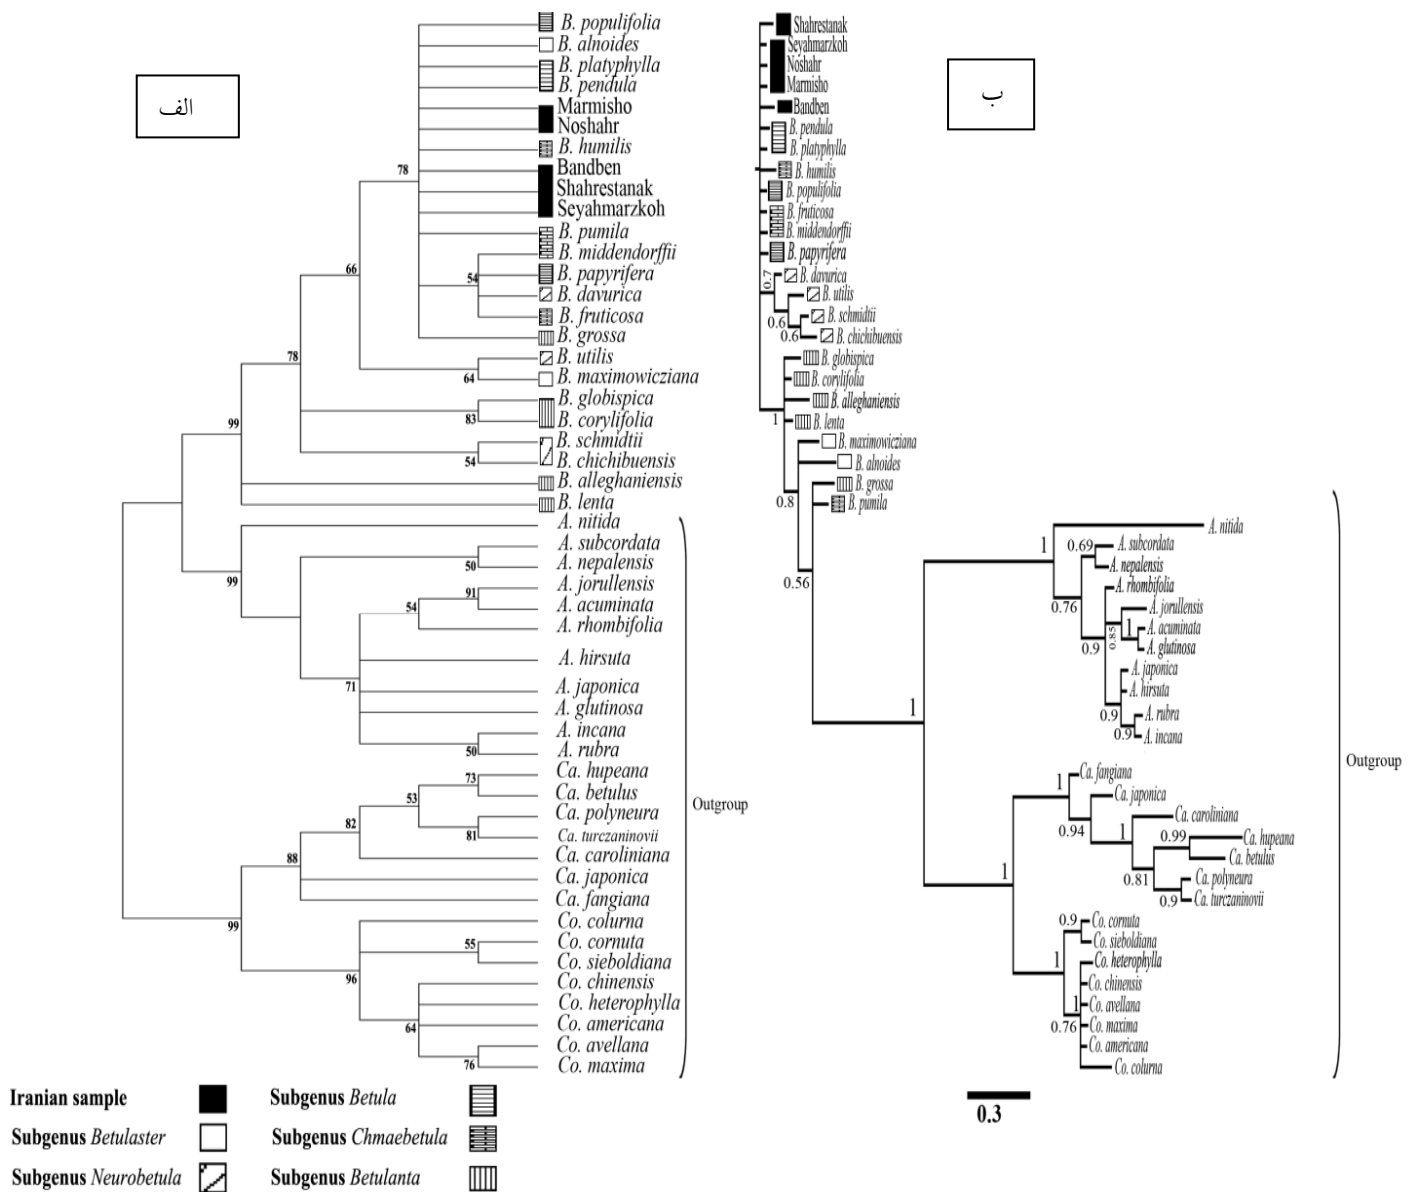 الف
B. populifolia
B. alnoides
B. platyphylla
B. pendula
Marmisho
Noshahr
78
B. humilis
Bandben
Shahrestanak
Seyahmarzkoh
B. pumila
B. middendorffii
66
54
B. papyrifera
B. davurica
B. fruticosa
B. grossa
78
B. utilis
64
B. maximowicziana
B. globispica
99
83
B. corylifolia
B. schmidtii
54
B. chichibuensis
B. alleghaniensis
B. lenta
A. nitida
A. subcordata
99
50
A. nepalensis
A. jorullensis
91
54
A. acuminata
A. rhombifolia
A. hirsuta
71
A. japonica
A. glutinosa
A. incana
50
A. rubra
Ca. hupeana
73
53
Ca. betulus
Ca. polyneura
82
81
Ca. turczaninovii
88
Ca. caroliniana
Ca. japonica
Ca. fangiana
99
Co. colurna
Co. cornuta
55
Co. sieboldiana
96
Co. chinensis
Co. heterophylla
64
Co. americana
Co. avellana
76
Co. maxima
Outgroup
ب
Shahrestanak
Seyahmarzkoh
Noshahr
Marmisho
Bandben
B. pendula
B. platyphylla
B. humilis
B. populifolia
B. fruticosa
B. middendorffii
B. papyrifera
0.7
B. davurica
B. utilis
0.6
B. schmidtii
0.6
B. chichibuensis
B. globispica
B. corylifolia
B. alleghaniensis
1
B. lenta
B. maximowicziana
B. alnoides
B. grossa
0.8
B. pumila
0.56
A. nitida
1
0.69
A. subcordata
A. nepalensis
0.76
A. rhombifolia
A. jorullensis
0.85
1
A. acuminata
0.9
A. glutinosa
A. japonica
A. hirsuta
0.9
A. rubra
0.9
A. incana
1
Ca. fangiana
1
Ca. japonica
0.94
Ca. caroliniana
1
0.99
Ca. hupeana
Ca. betulus
0.81
Ca. polyneura
0.9
Ca. turczaninovii
1
0.9
Co. cornuta
Co. sieboldiana
1
Co. heterophylla
Co. chinensis
1
Co. avellana
0.76
Co. maxima
Co. americana
Co. colurna
Outgroup
0.3
Iranian sample
Subgenus Betula
Subgenus Betulaster
Subgenus Chmaebetula
Subgenus Neurobetula
Subgenus Betulanta